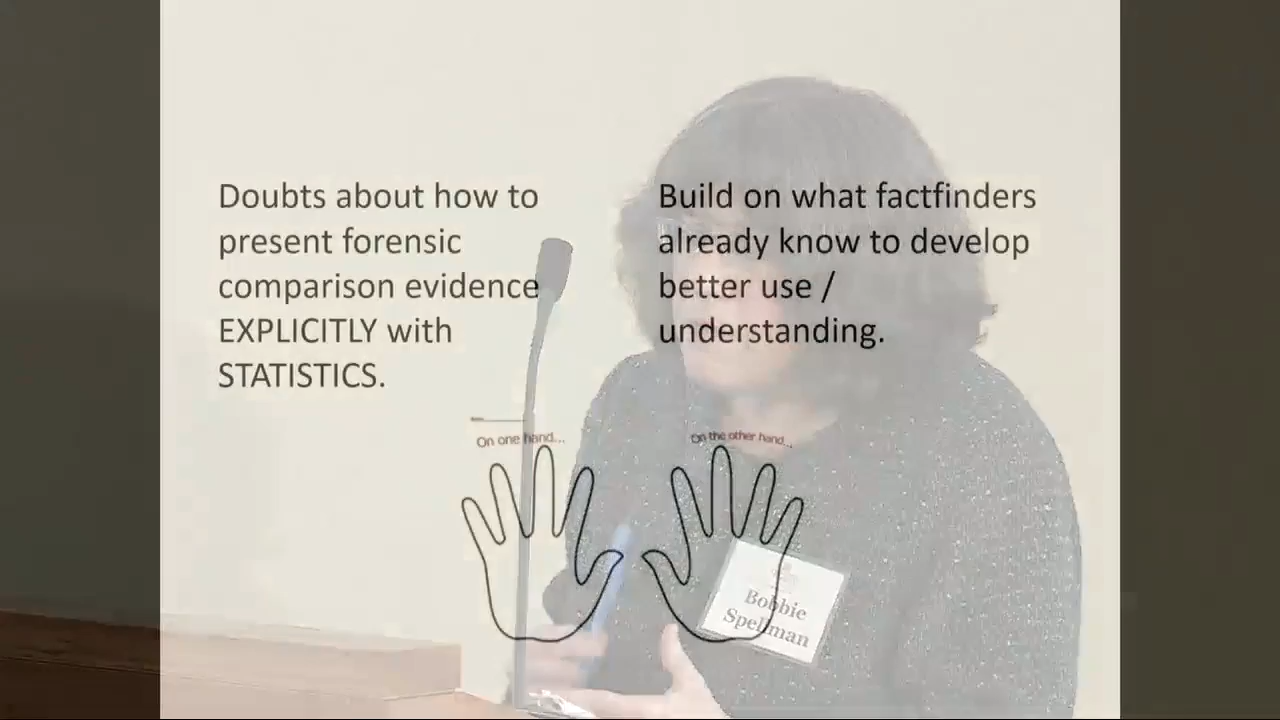 Doubts about how to
present forensic
comparison evidence
EXPLICITLY with
STATISTICS.
Build on what factfinders
already know to develop
better use /
understanding.
On one hand...
On the other hand...
Bobbie
Spellman